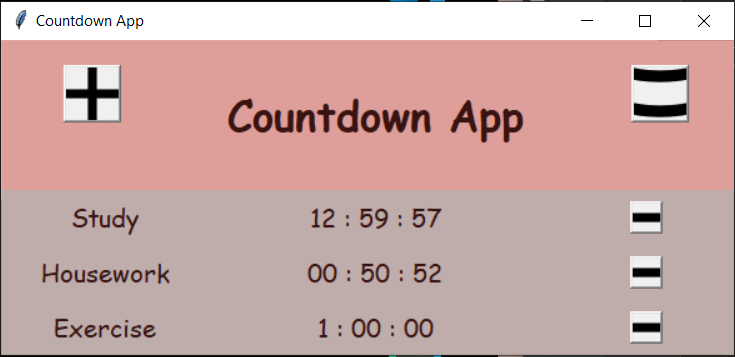 Countdown App
Countdown App
Study 12 : 59 : 57
Housework 00 : 50 : 52
Exercise 1 : 00 : 00